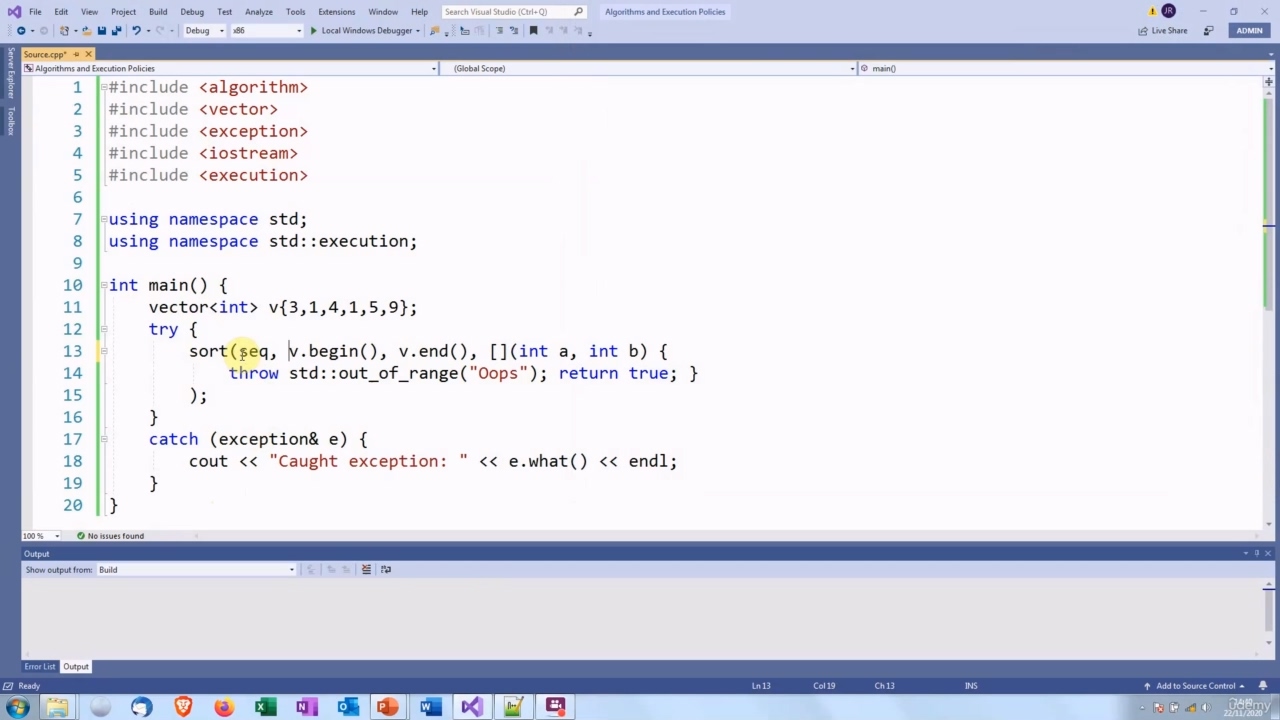 File Edit View Project Build Debug Test Analyze Tools Extensions Window Help Search Visual Studio (Ctrl+Q) Algorithms and Execution Policies JR
Debug x86 Local Windows Debugger Live Share ADMIN
Source.cpp*
Server Explorer
Toolbox
Algorithms and Execution Policies (Global Scope) main()
1 #include <algorithm>
2 #include <vector>
3 #include <exception>
4 #include <iostream>
5 #include <execution>
6
7 using namespace std;
8 using namespace std::execution;
9
10 int main() {
11 vector<int> v{3,1,4,1,5,9};
12 try {
13 sort(seq, v.begin(), v.end(), [](int a, int b) {
14 throw std::out_of_range("Oops"); return true; }
15 );
16 }
17 catch (exception& e) {
18 cout << "Caught exception: " << e.what() << endl;
19 }
20 }
100 % No issues found
Output
Show output from: Build
Error List Output
Ready Ln 13 Col 19 Ch 13 INS Add to Source Control
22/11/2020
udemy